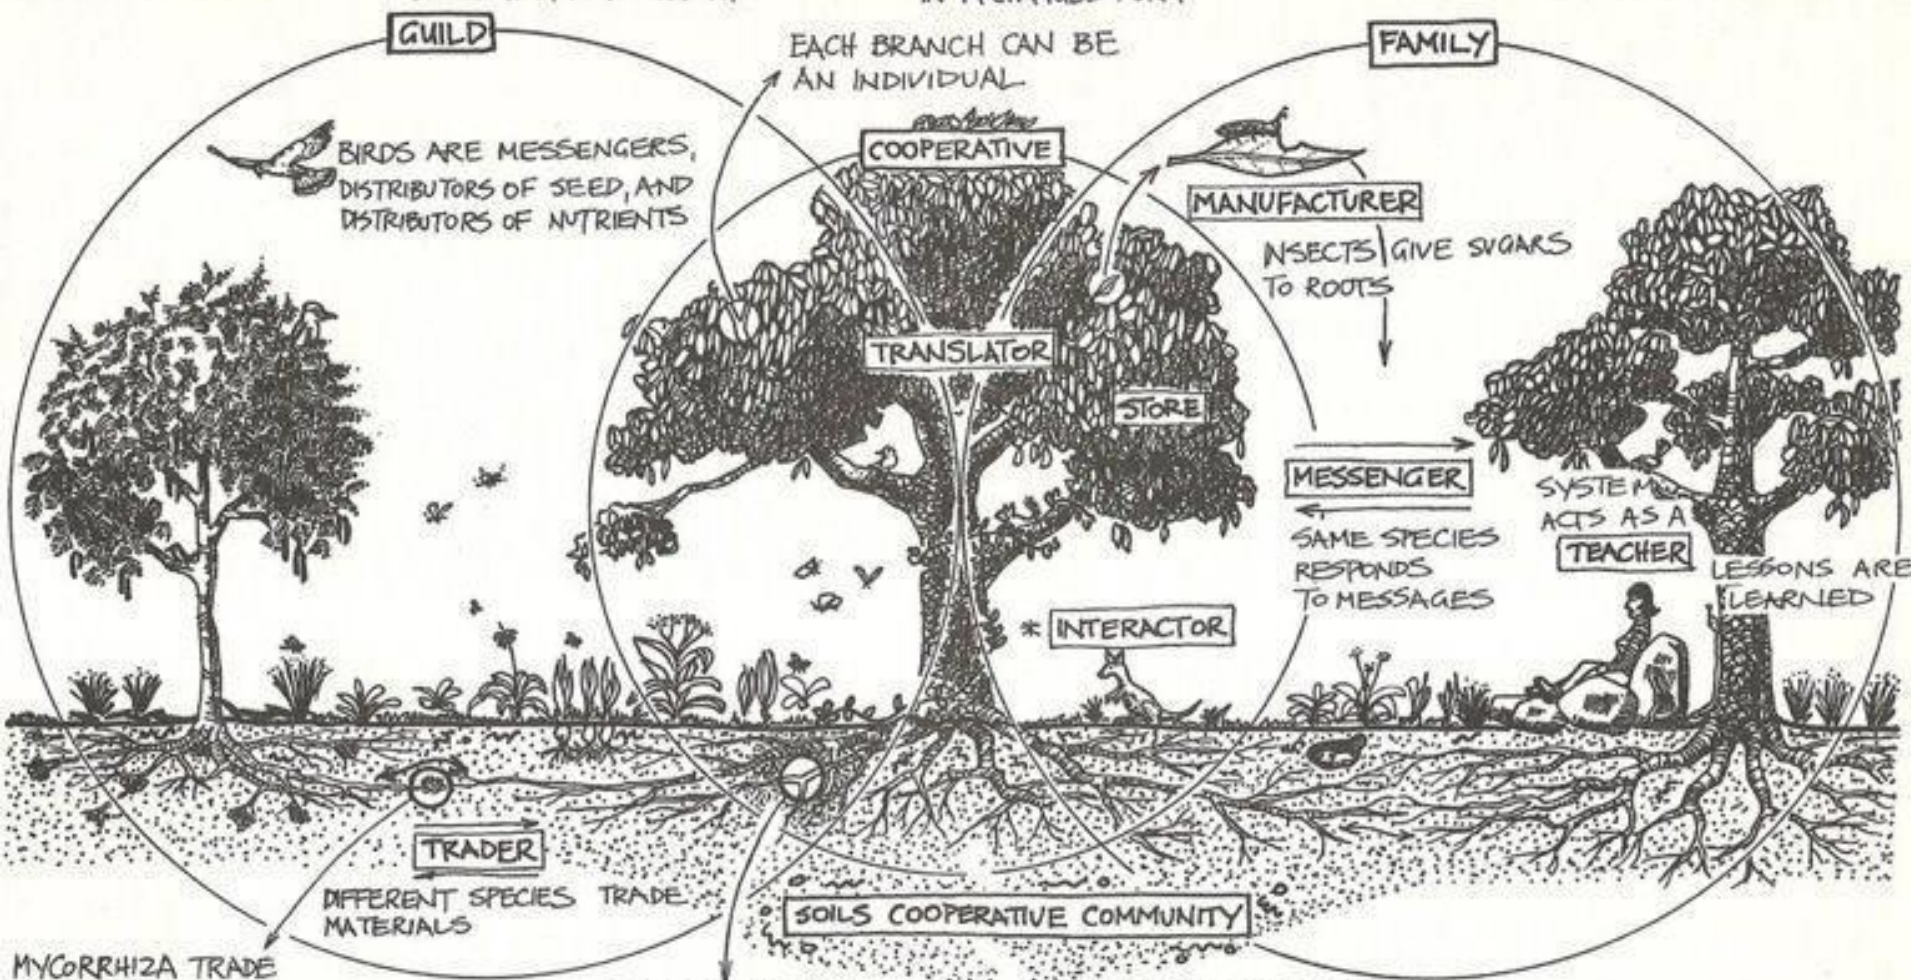 GUILD
EACH BRANCH CAN BE
AN INDIVIDUAL
FAMILY
BIRDS ARE MESSENGERS,
DISTRIBUTORS OF SEED, AND
DISTRIBUTORS OF NUTRIENTS
COOPERATIVE
MANUFACTURER
INSECTS GIVE SUGARS
TO ROOTS
TRANSLATOR
STORE
MESSENGER
SAME SPECIES
RESPONDS
TO MESSAGES
SYSTEM
ACTS AS A
TEACHER
LESSONS ARE
LEARNED
* INTERACTOR
TRADER
DIFFERENT SPECIES TRADE
MATERIALS
SOILS COOPERATIVE COMMUNITY
MYCORRHIZA TRADE